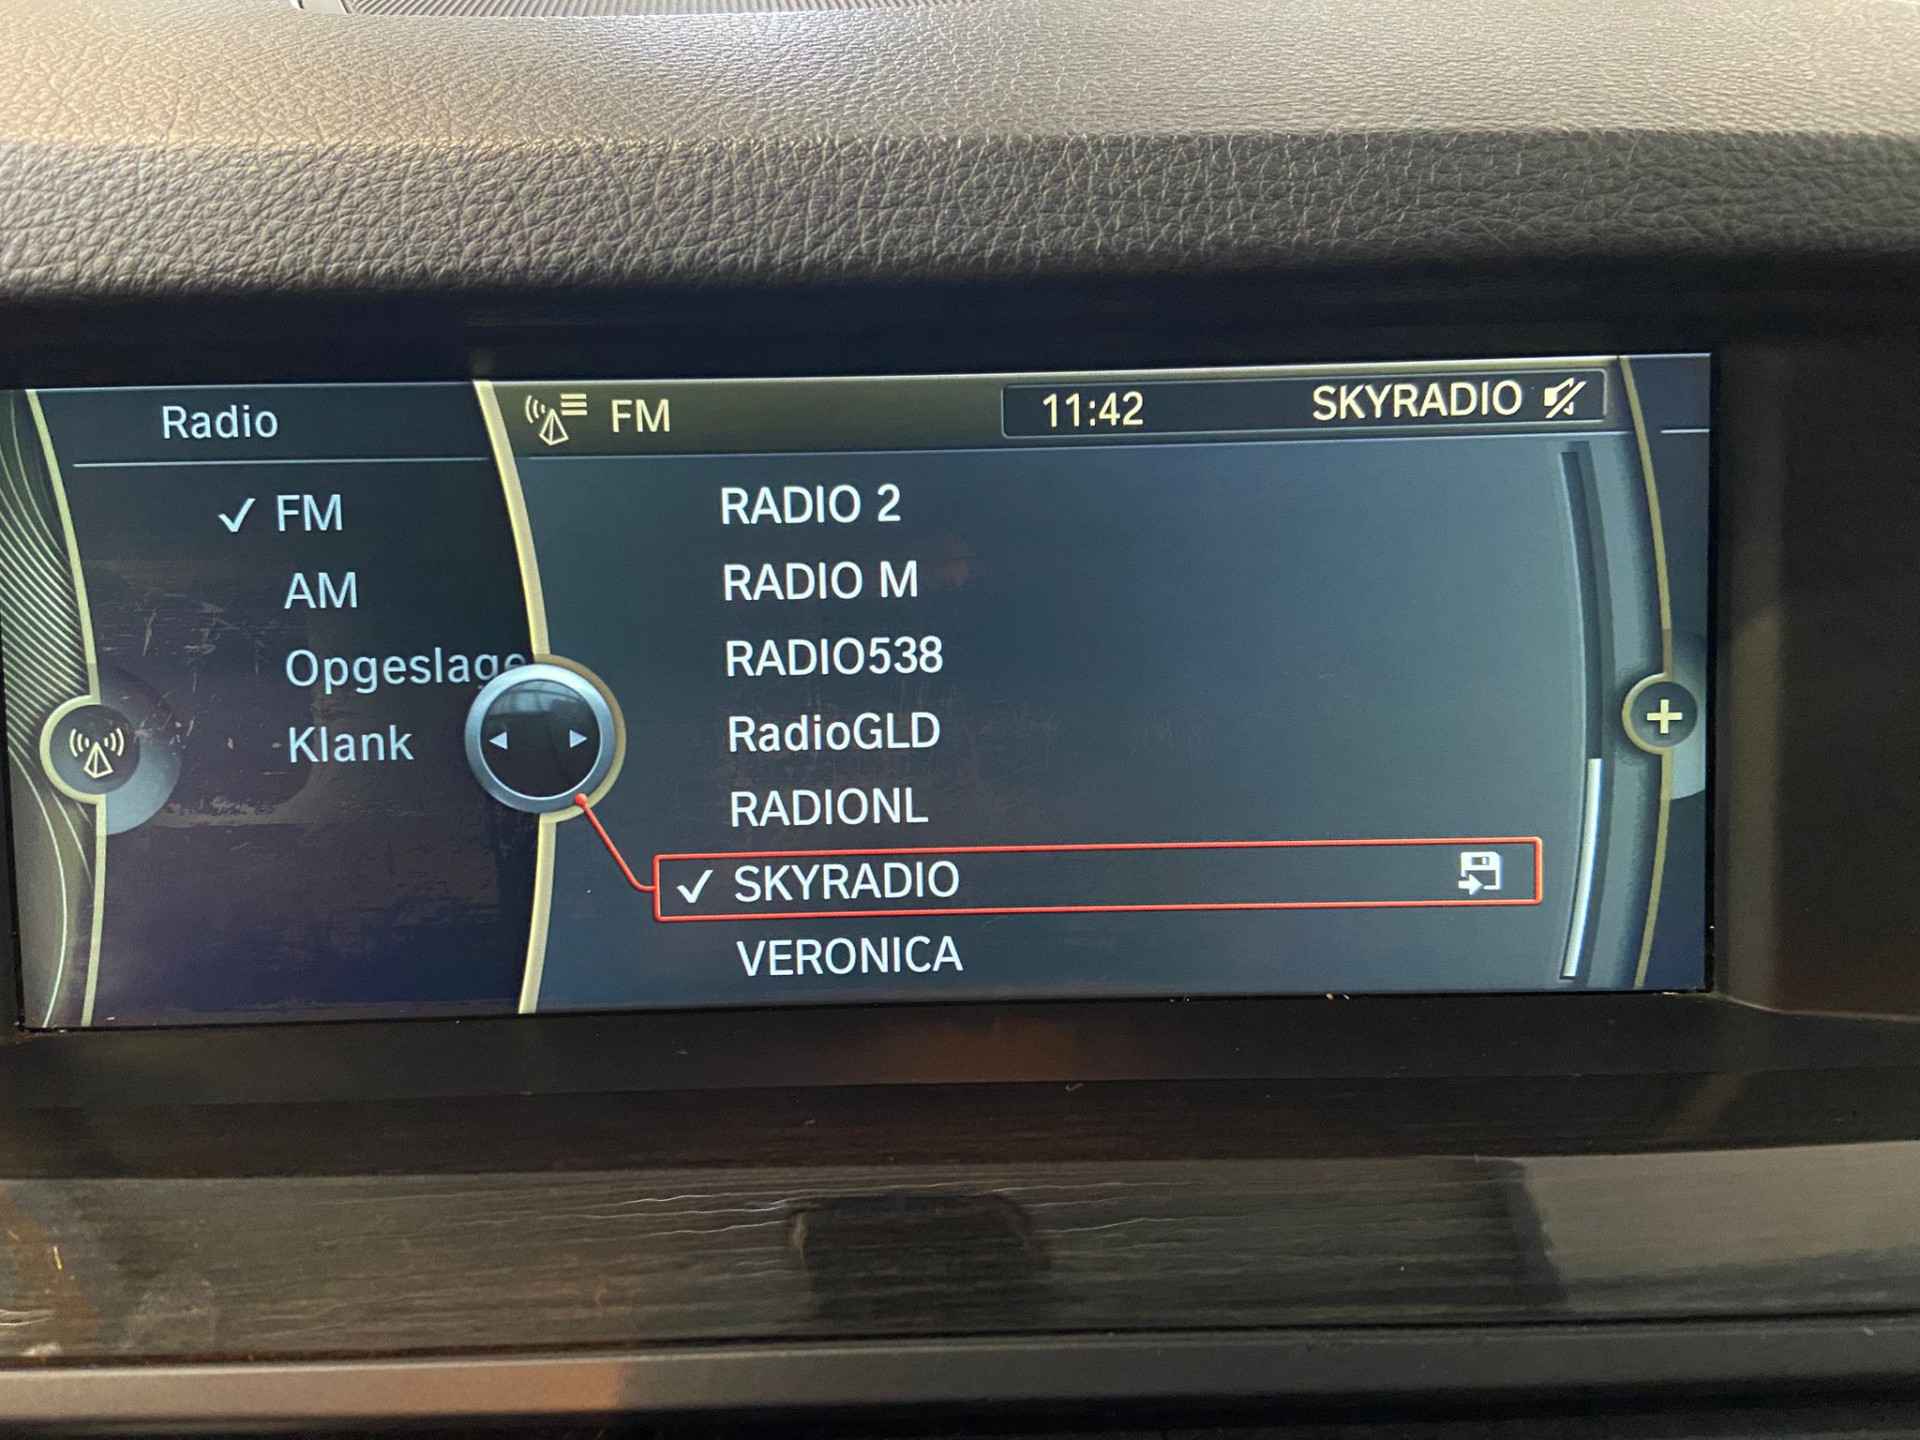 Radio
FM
AM
Opgeslage
Klank
FM
11:42
SKYRADIO
RADIO 2
RADIO M
RADIO538
RadioGLD
RADIONL
SKYRADIO
VERONICA